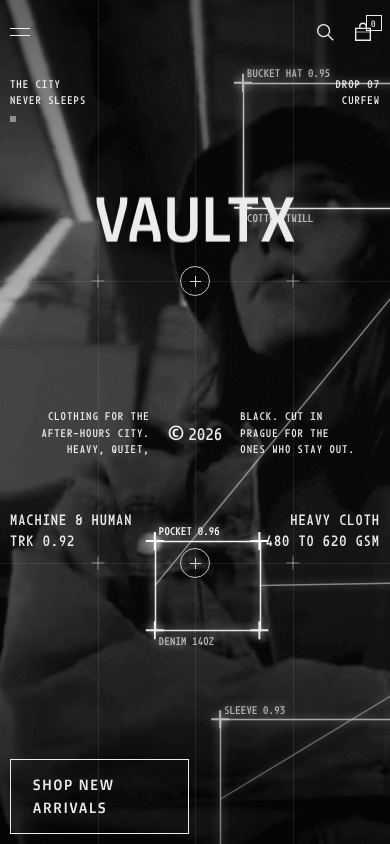 0
BUCKET HAT 0.95
THE CITY
NEVER SLEEPS
DROP 07
CURFEW
VAULTX
TWILL
CLOTHING FOR THE
AFTER-HOURS CITY.
HEAVY, QUIET,
© 2026
BLACK. CUT IN
PRAGUE FOR THE
ONES WHO STAY OUT.
MACHINE & HUMAN
TRK 0.92
HEAVY CLOTH
480 TO 620 GSM
POCKET 0.96
DENIM 14OZ
SLEEVE 0.93
SHOP NEW
ARRIVALS